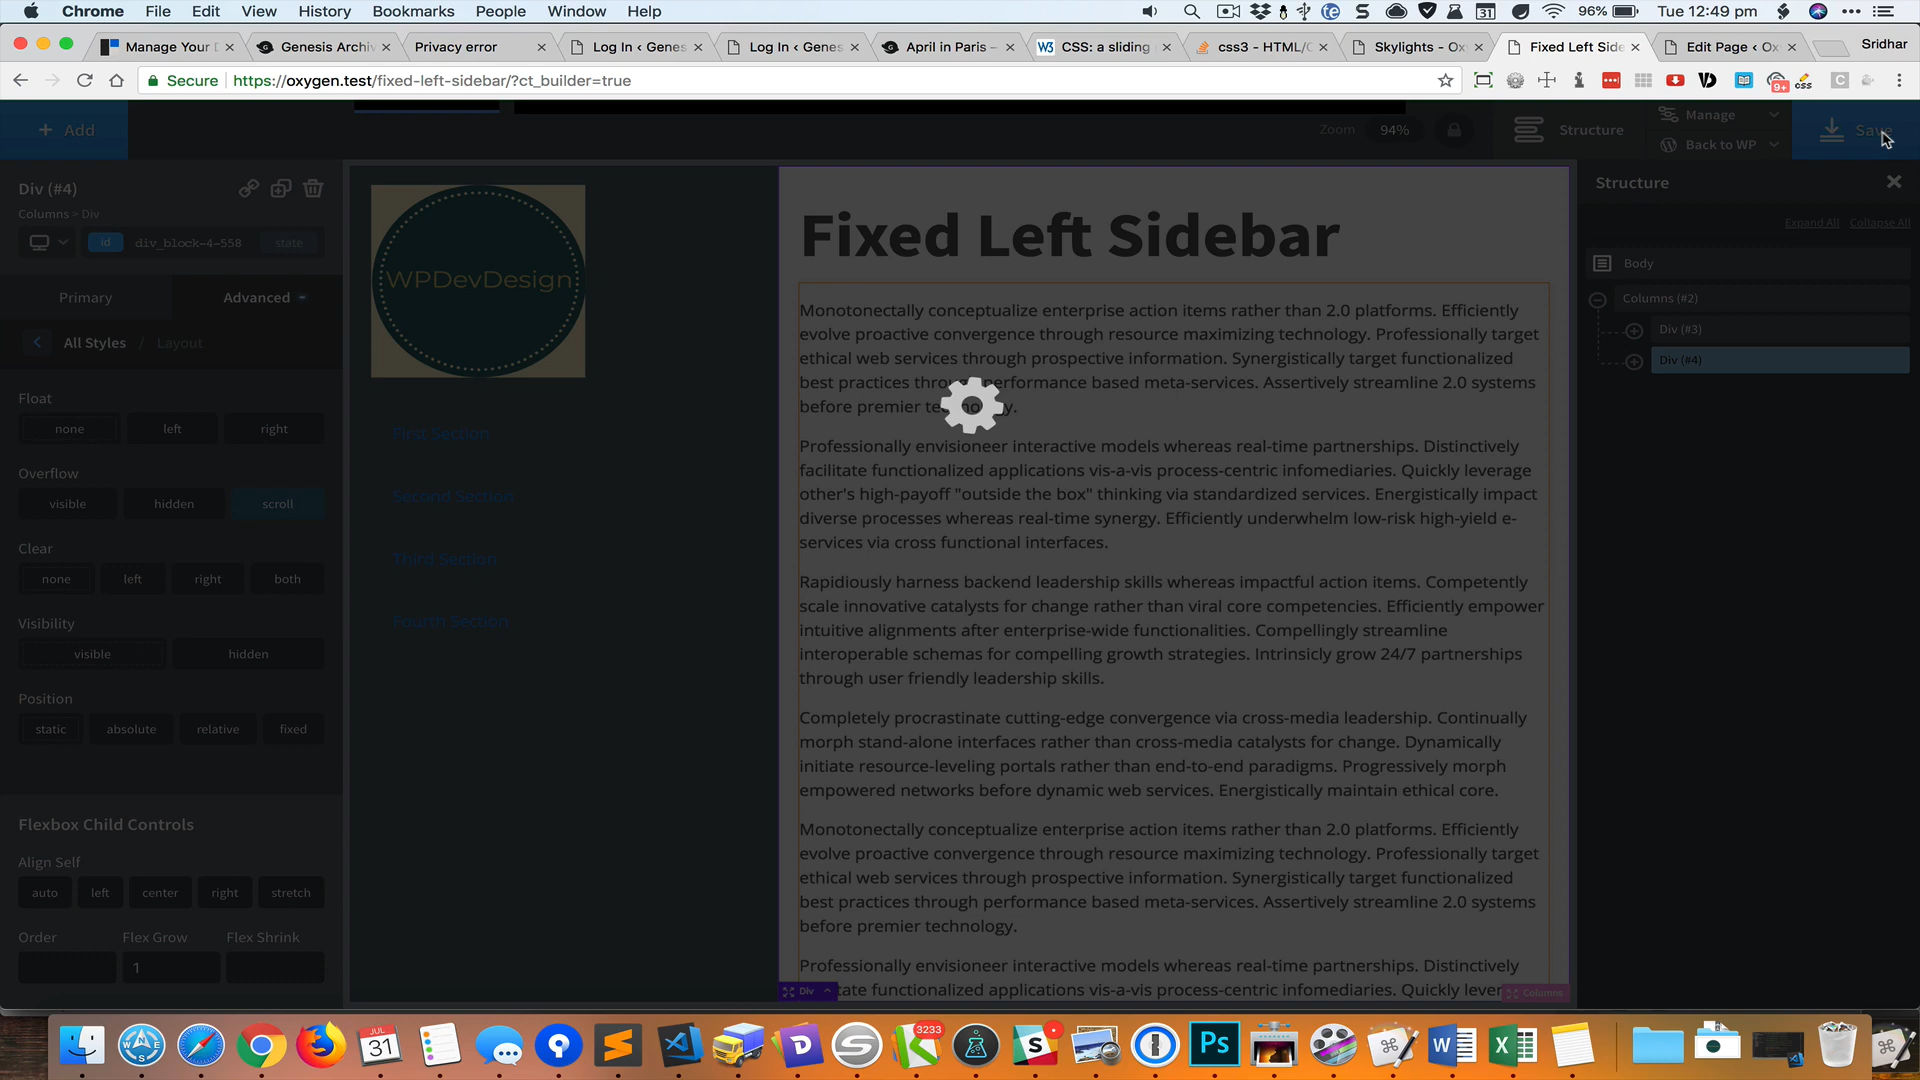 Chrome File Edit View History Bookmarks People Window Help
96% Tue 12:49 pm
Manage Your D
Genesis Archiv
Privacy error
Log In ‹ Genes
Log In ‹ Genes
April in Paris –
CSS: a sliding
css3 - HTML/C
Skylights - Ox
Fixed Left Side
Edit Page ‹ Ox
Sridhar
Secure https://oxygen.test/fixed-left-sidebar/?ct_builder=true
+ Add
Zoom 94%
Structure
Manage
Back to WP
Save
Div (#4)
Columns > Div
id div_block-4-558 state
Primary Advanced
All Styles / Layout
Float
none left right
Overflow
visible hidden scroll
Clear
none left right both
Visibility
visible hidden
Position
static absolute relative fixed
Flexbox Child Controls
Align Self
auto left center right stretch
Order Flex Grow Flex Shrink
1
WPDevDesign
First Section
Second Section
Third Section
Fourth Section
Fixed Left Sidebar
Monotonectally conceptualize enterprise action items rather than 2.0 platforms. Efficiently
evolve proactive convergence through resource maximizing technology. Professionally target
ethical web services through prospective information. Synergistically target functionalized
best practices through performance based meta-services. Assertively streamline 2.0 systems
before premier technology.
Professionally envisioneer interactive models whereas real-time partnerships. Distinctively
facilitate functionalized applications vis-a-vis process-centric infomediaries. Quickly leverage
other's high-payoff "outside the box" thinking via standardized services. Energistically impact
diverse processes whereas real-time synergy. Efficiently underwhelm low-risk high-yield e-
services via cross functional interfaces.
Rapidiously harness backend leadership skills whereas impactful action items. Competently
scale innovative catalysts for change rather than viral core competencies. Efficiently empower
intuitive alignments after enterprise-wide functionalities. Compellingly streamline
interoperable schemas for compelling growth strategies. Intrinsicly grow 24/7 partnerships
through user friendly leadership skills.
Completely procrastinate cutting-edge convergence via cross-media leadership. Continually
morph stand-alone interfaces rather than cross-media catalysts for change. Dynamically
initiate resource-leveling portals rather than end-to-end paradigms. Progressively morph
empowered networks before dynamic web services. Energistically maintain ethical core.
Monotonectally conceptualize enterprise action items rather than 2.0 platforms. Efficiently
evolve proactive convergence through resource maximizing technology. Professionally target
ethical web services through prospective information. Synergistically target functionalized
best practices through performance based meta-services. Assertively streamline 2.0 systems
before premier technology.
Professionally envisioneer interactive models whereas real-time partnerships. Distinctively
tate functionalized applications vis-a-vis process-centric infomediaries. Quickly lever
Div
Columns
Structure
Expand All Collapse All
Body
Columns (#2)
Div (#3)
Div (#4)
JUL
31
3233
Ps